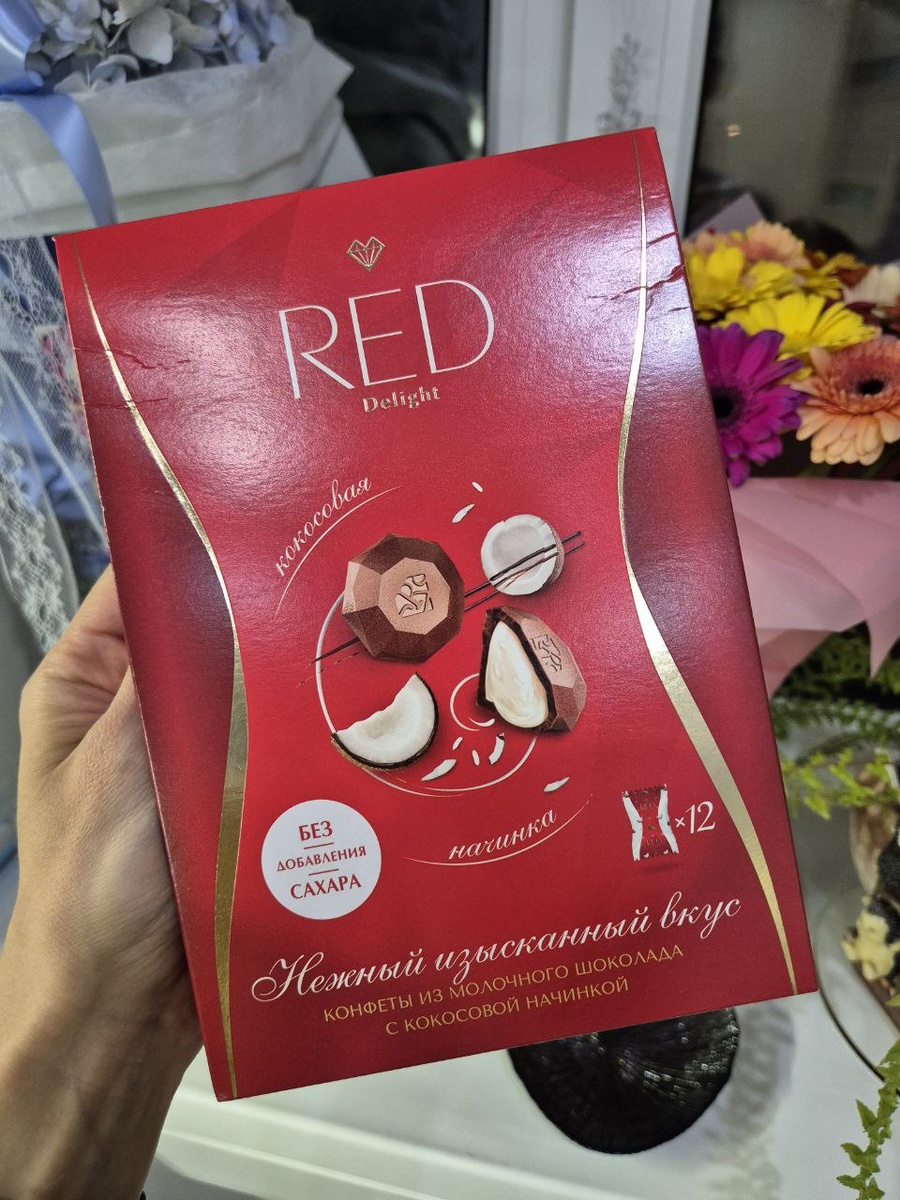 RED
Delight
кокосовая
начинка
×12
БЕЗ
ДОБАВЛЕНИЯ
САХАРА
Нежный изысканный вкус
КОНФЕТЫ ИЗ МОЛОЧНОГО ШОКОЛАДА
С КОКОСОВОЙ НАЧИНКОЙ